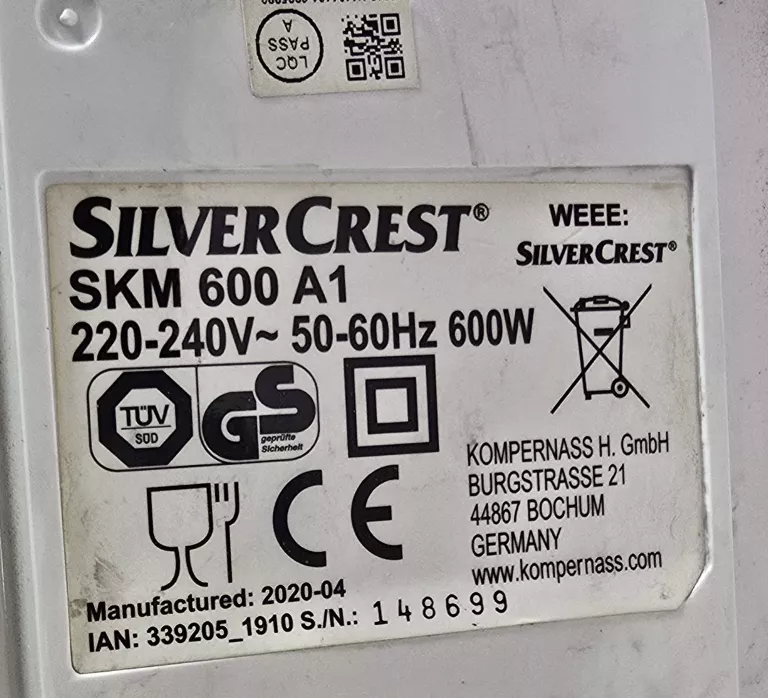 LQC
PASS
A
SILVERCREST®
SKM 600 A1
220-240V~ 50-60Hz 600W
WEEE:
SILVERCREST®
TÜV
SÜD
GS
geprüfte
Sicherheit
CE
KOMPERNASS H. GmbH
BURGSTRASSE 21
44867 BOCHUM
GERMANY
www.kompernass.com
Manufactured: 2020-04
IAN: 339205_1910 S./N.: 148699